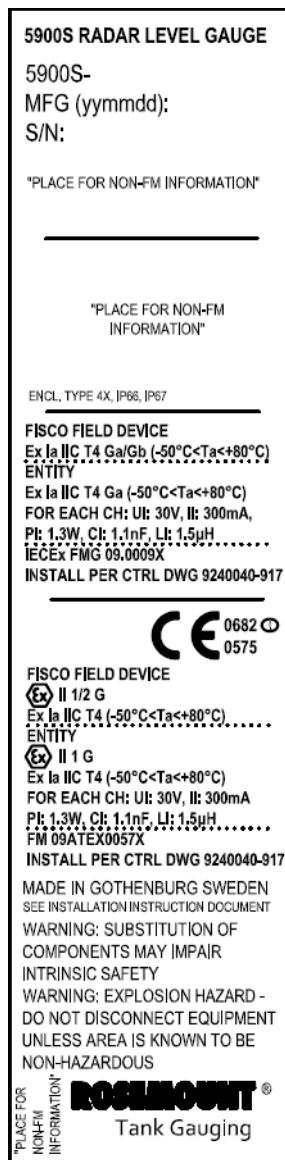 5900S RADAR LEVEL GAUGE
5900S-
MFG (yymmdd):
S/N:
"PLACE FOR NON-FM INFORMATION"
"PLACE FOR NON-FM
INFORMATION"
ENCL, TYPE 4X, IP66, IP67
FISCO FIELD DEVICE
Ex Ia IIC T4 Ga/Gb (-50°C<Ta<+80°C)
ENTITY
Ex Ia IIC T4 Ga (-50°C<Ta<+80°C)
FOR EACH CH: UI: 30V, II: 300mA,
PI: 1.3W, CI: 1.1nF, LI: 1.5µH
IECEx FMG 09.0009X
INSTALL PER CTRL DWG 9240040-917
CE 0682
0575
FISCO FIELD DEVICE
Ex II 1/2 G
Ex Ia IIC T4 (-50°C<Ta<+80°C)
ENTITY
Ex II 1 G
Ex Ia IIC T4 (-50°C<Ta<+80°C)
FOR EACH CH: UI: 30V, II: 300mA
PI: 1.3W, CI: 1.1nF, LI: 1.5µH
FM 09ATEX0057X
INSTALL PER CTRL DWG 9240040-917
MADE IN GOTHENBURG SWEDEN
SEE INSTALLATION INSTRUCTION DOCUMENT
WARNING: SUBSTITUTION OF
COMPONENTS MAY IMPAIR
INTRINSIC SAFETY
WARNING: EXPLOSION HAZARD -
DO NOT DISCONNECT EQUIPMENT
UNLESS AREA IS KNOWN TO BE
NON-HAZARDOUS
"PLACE FOR
NON-FM
INFORMATION"
ROSEMOUNT®
Tank Gauging